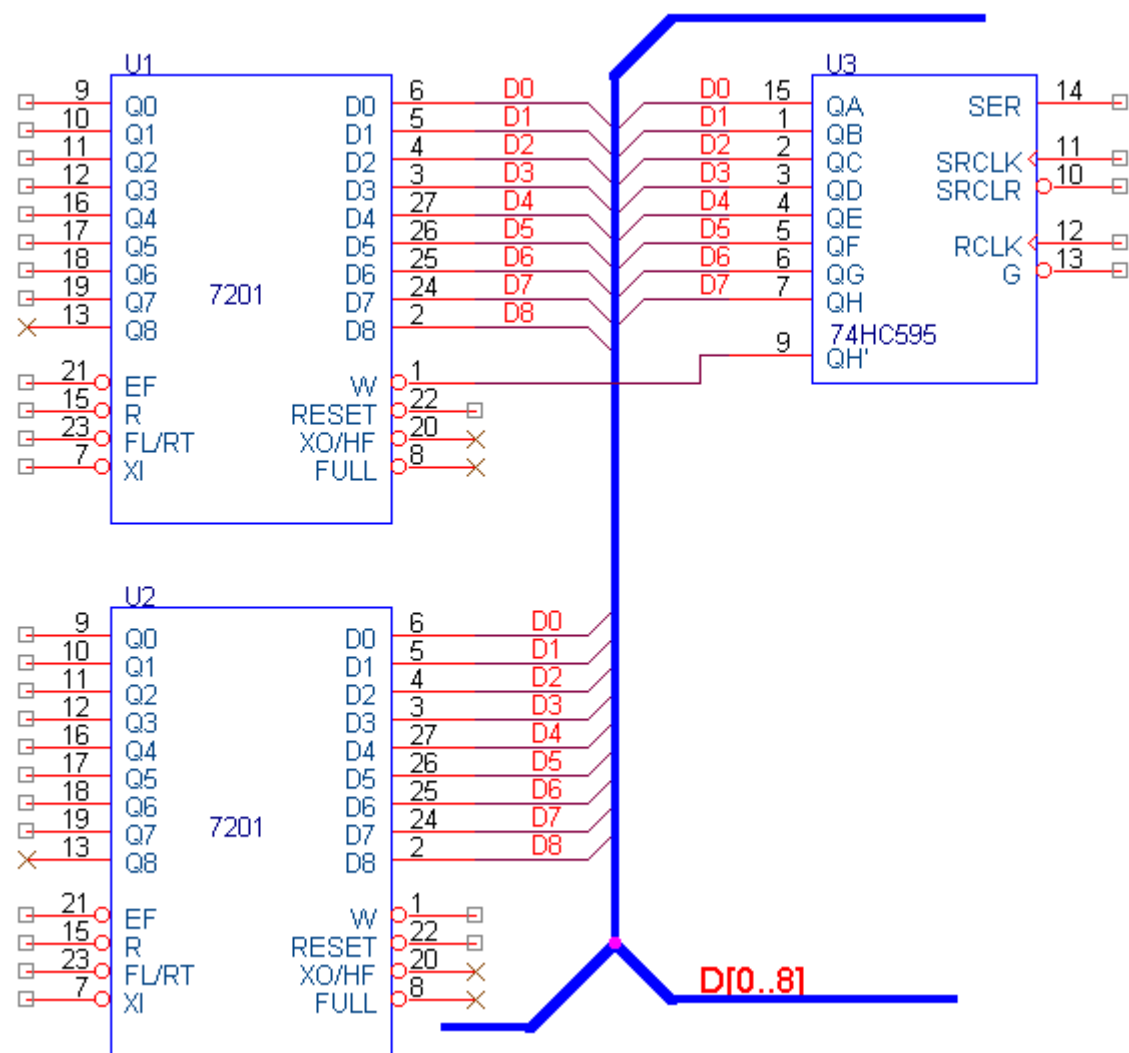 U1
9 Q0 D0 6 D0
10 Q1 D1 5 D1
11 Q2 D2 4 D2
12 Q3 D3 3 D3
16 Q4 D4 27 D4
17 Q5 D5 26 D5
18 Q6 D6 25 D6
19 Q7 D7 24 D7
13 Q8 D8 2 D8
7201
21 EF W 1
15 R RESET 22
23 FL/RT XO/HF 20
7 XI FULL 8
U3
D0 15 QA SER 14
D1 1 QB
D2 2 QC SRCLK 11
D3 3 QD SRCLR 10
D4 4 QE
D5 5 QF RCLK 12
D6 6 QG G 13
D7 7 QH
74HC595
9 QH'
U2
9 Q0 D0 6 D0
10 Q1 D1 5 D1
11 Q2 D2 4 D2
12 Q3 D3 3 D3
16 Q4 D4 27 D4
17 Q5 D5 26 D5
18 Q6 D6 25 D6
19 Q7 D7 24 D7
13 Q8 D8 2 D8
7201
21 EF W 1
15 R RESET 22
23 FL/RT XO/HF 20
7 XI FULL 8
D[0..8]